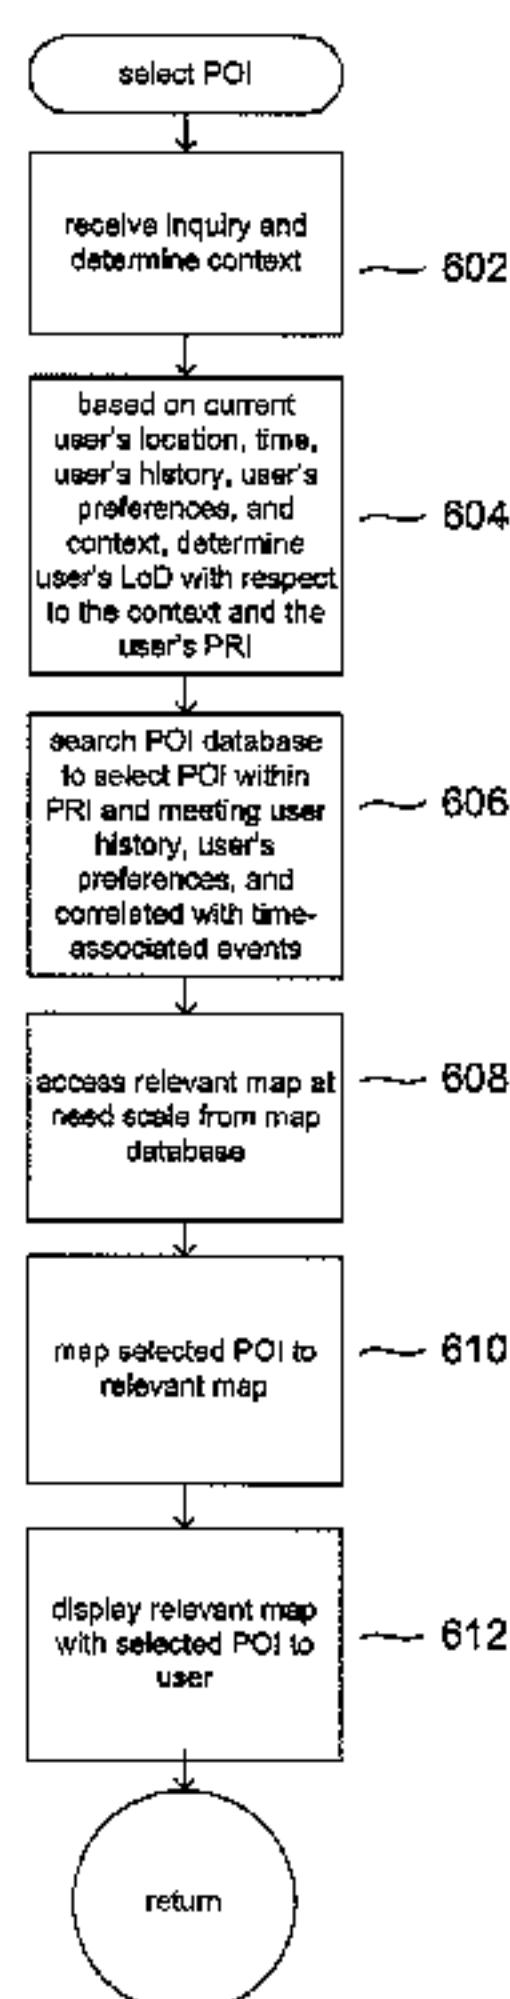 select POI
receive inquiry and
determine context
602
based on current
user's location, time,
user's history, user's
preferences, and
context, determine
user's LoD with respect
to the context and the
user's PRI
604
search POI database
to select POI within
PRI and meeting user
history, user's
preferences, and
correlated with time-
associated events
606
access relevant map at
need scale from map
database
608
map selected POI to
relevant map
610
display relevant map
with selected POI to
user
612
return